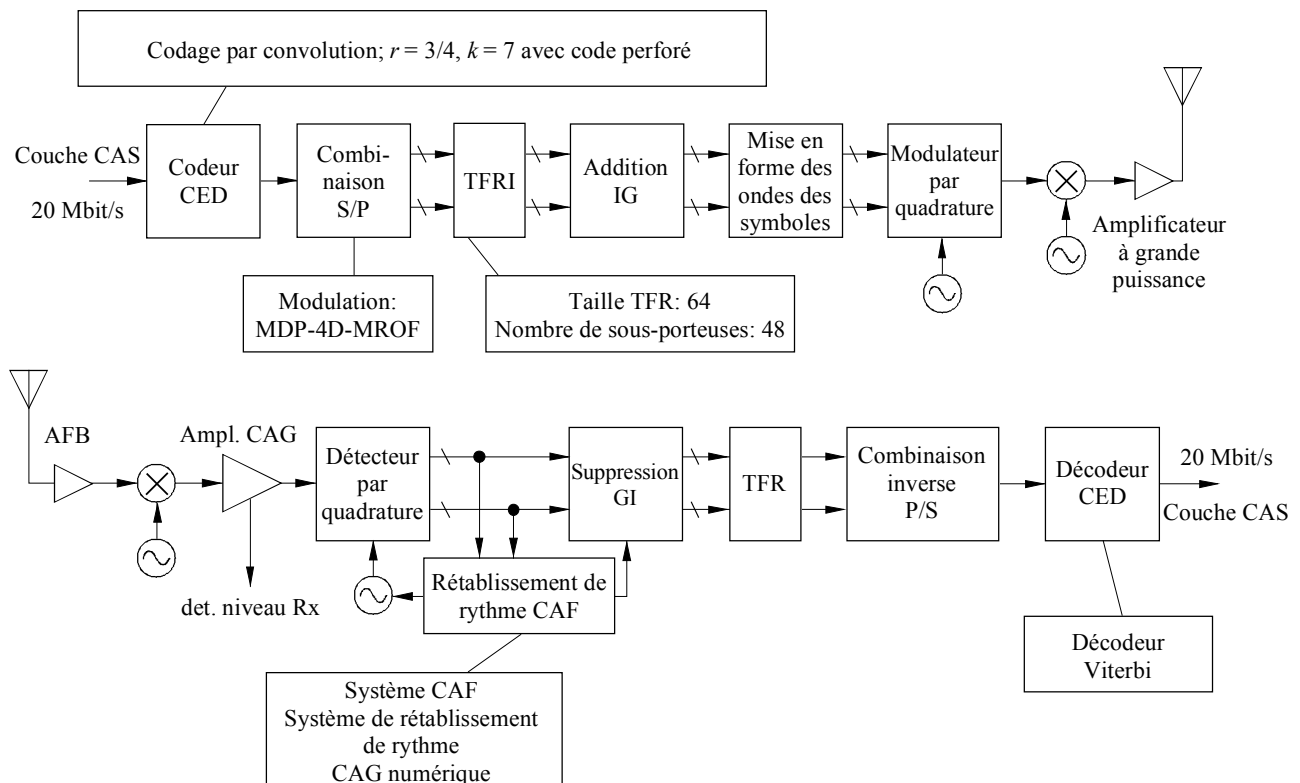 Codage par convolution; r = 3/4, k = 7 avec code perforé
Couche CAS
20 Mbit/s
Codeur
CED
Combi-
naison
S/P
TFRI
Addition
IG
Mise en
forme des
ondes des
symboles
Modulateur
par
quadrature
Amplificateur
à grande
puissance
Modulation:
MDP-4D-MROF
Taille TFR: 64
Nombre de sous-porteuses: 48
AFB
Ampl. CAG
Détecteur
par
quadrature
Suppression
GI
TFR
Combinaison
inverse
P/S
Décodeur
CED
20 Mbit/s
Couche CAS
det. niveau Rx
Rétablissement de
rythme CAF
Système CAF
Système de rétablissement
de rythme
CAG numérique
Décodeur
Viterbi